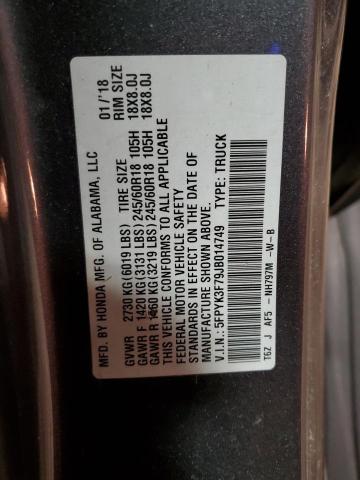 MFD. BY HONDA MFG. OF ALABAMA, LLC 01/'18
GVWR 2730 KG(6019 LBS) TIRE SIZE RIM SIZE
GAWR F 1420 KG(3131 LBS) 245/60R18 105H 18X8.0J
GAWR R 1460 KG(3219 LBS) 245/60R18 105H 18X8.0J
THIS VEHICLE CONFORMS TO ALL APPLICABLE
FEDERAL MOTOR VEHICLE SAFETY
STANDARDS IN EFFECT ON THE DATE OF
MANUFACTURE SHOWN ABOVE.
V.I.N.: 5FPYK3F79JB014749 TYPE: TRUCK
T6Z J AF5 -NH797M -W-B